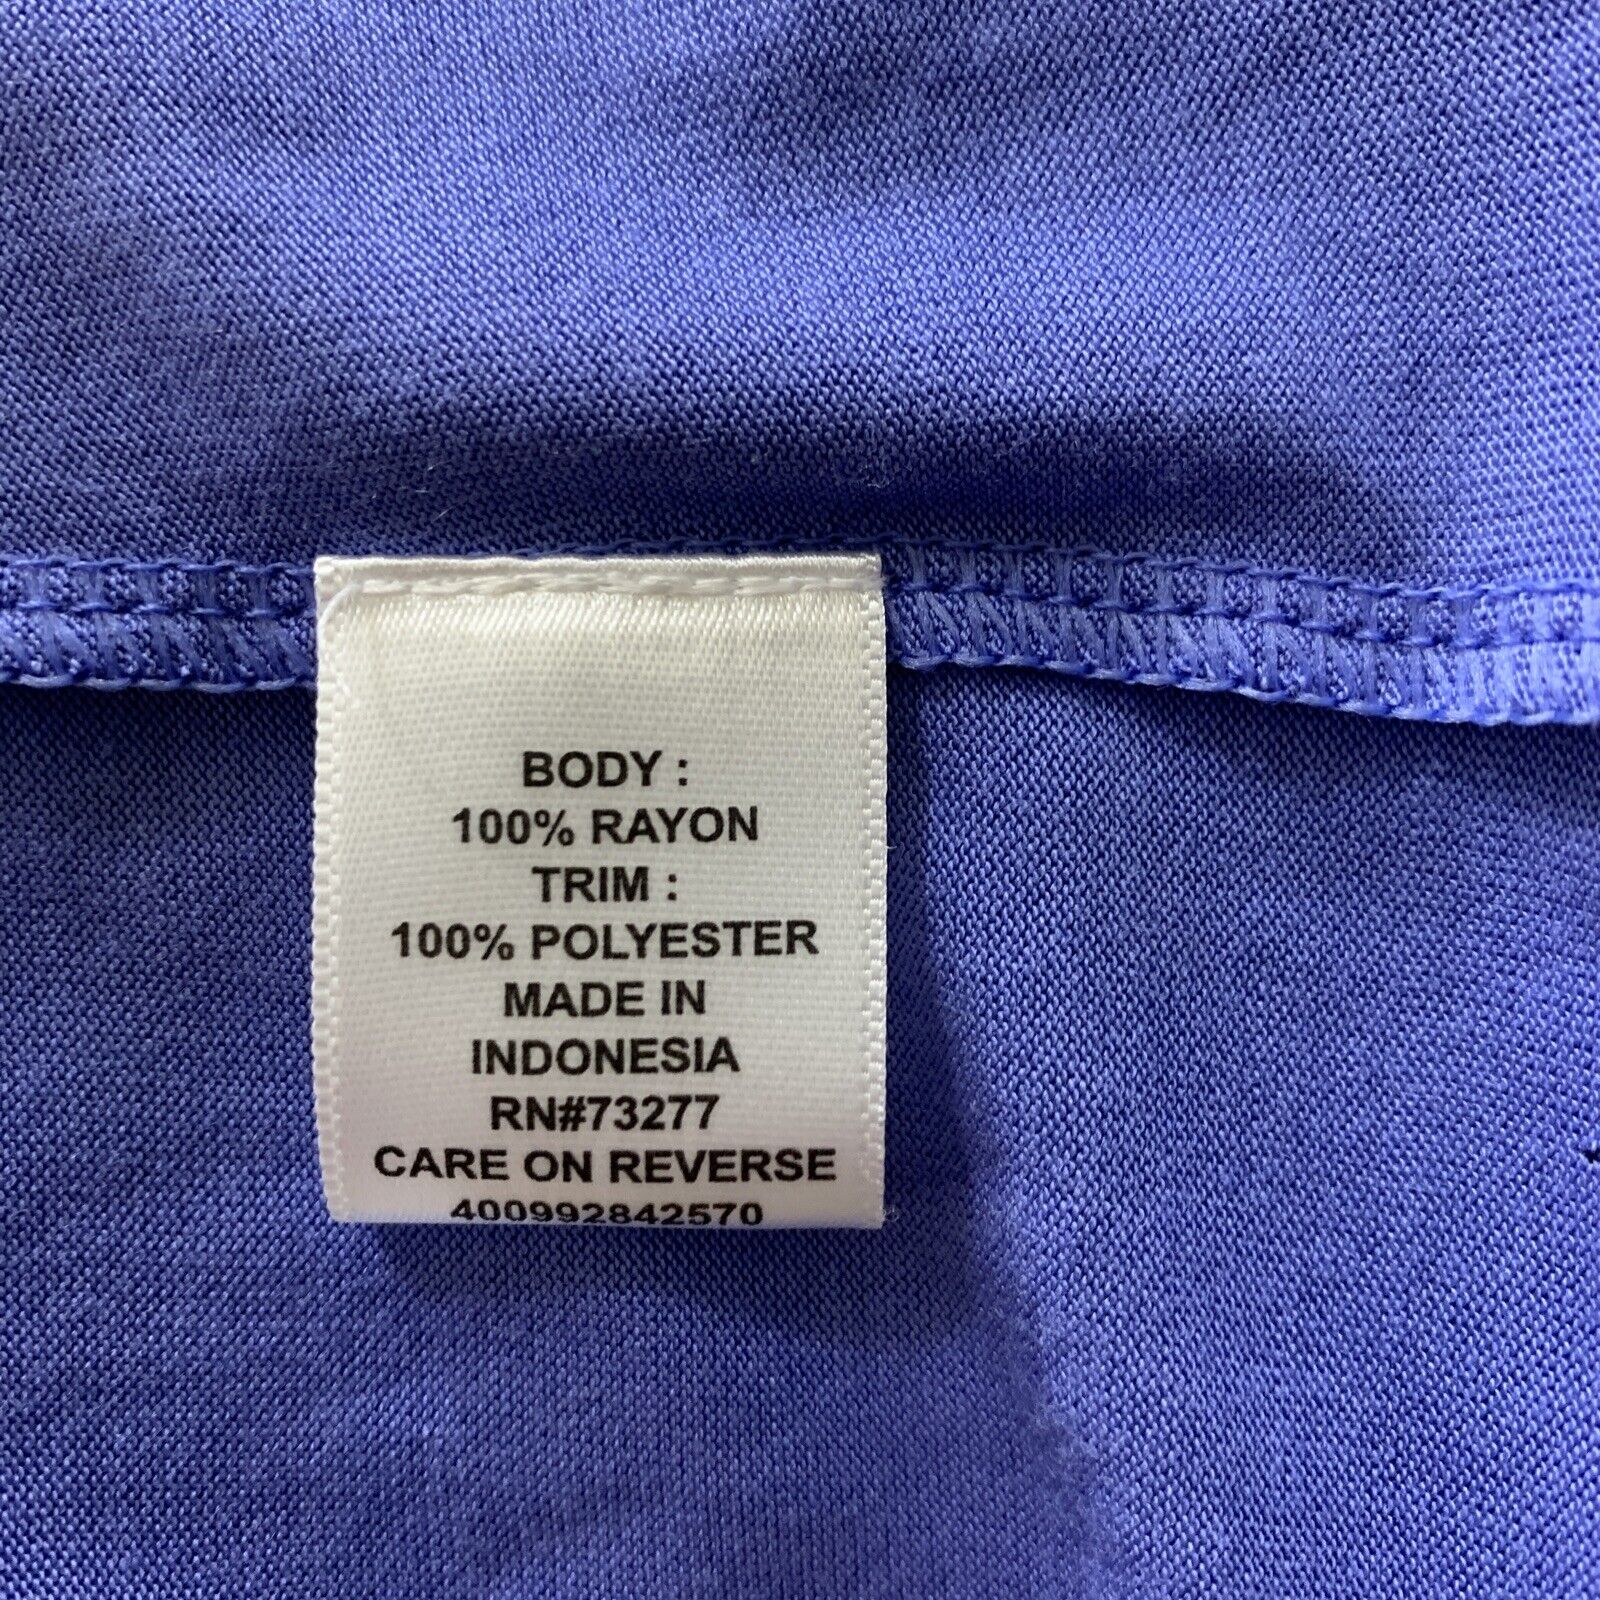 BODY :
100% RAYON
TRIM :
100% POLYESTER
MADE IN
INDONESIA
RN#73277
CARE ON REVERSE
400992842570